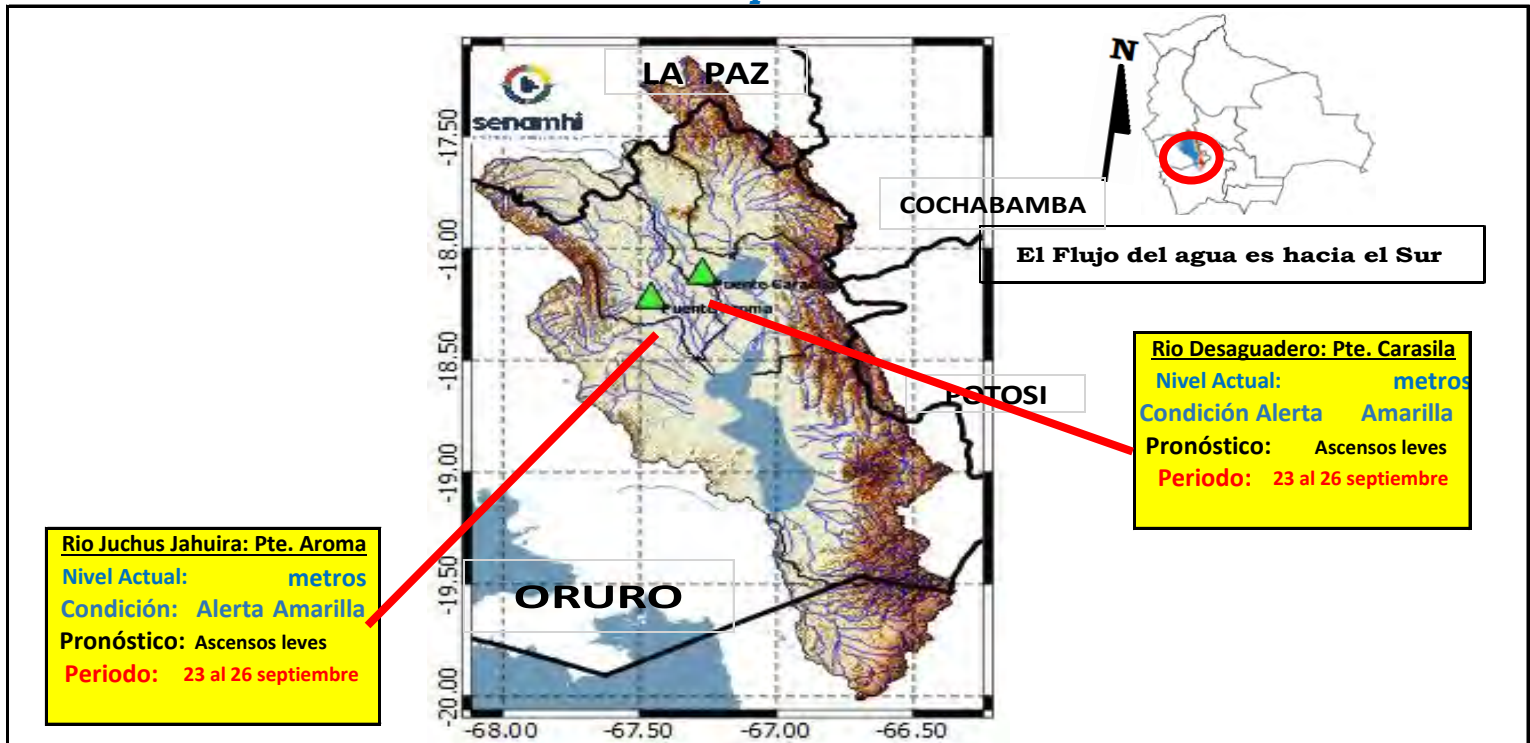 LA PAZ
senamhi
N
COCHABAMBA
El Flujo del agua es hacia el Sur
-17.50
-18.00
-18.50
-19.00
-19.50
-20.00
-68.00
-67.50
-67.00
-66.50
Puente
Puente
POTOSI
ORURO
Rio Desaguadero: Pte. Carasila
Nivel Actual: metros
Condición Alerta Amarilla
Pronóstico: Ascensos leves
Periodo: 23 al 26 septiembre
Rio Juchus Jahuira: Pte. Aroma
Nivel Actual: metros
Condición: Alerta Amarilla
Pronóstico: Ascensos leves
Periodo: 23 al 26 septiembre